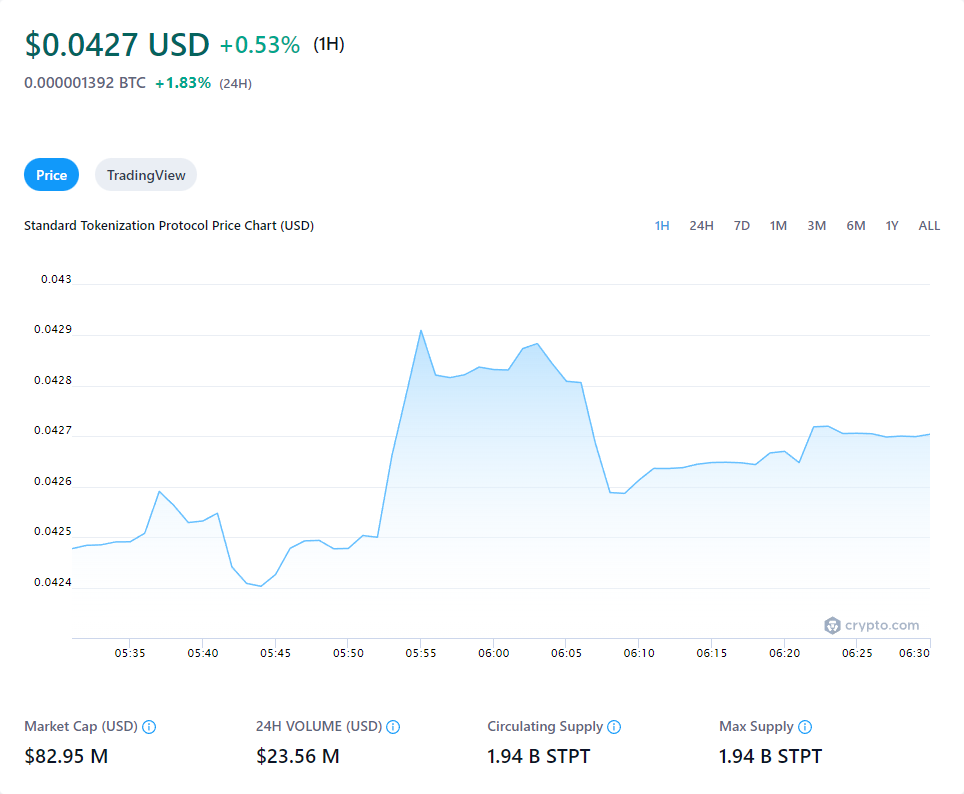 $0.0427 USD +0.53% (1H)
0.000001392 BTC +1.83% (24H)
Price TradingView
Standard Tokenization Protocol Price Chart (USD) 1H 24H 7D 1M 3M 6M 1Y ALL
0.043
0.0429
0.0428
0.0427
0.0426
0.0425
0.0424
crypto.com
05:35 05:40 05:45 05:50 05:55 06:00 06:05 06:10 06:15 06:20 06:25 06:30
Market Cap (USD) 24H VOLUME (USD) Circulating Supply Max Supply
$82.95 M $23.56 M 1.94 B STPT 1.94 B STPT